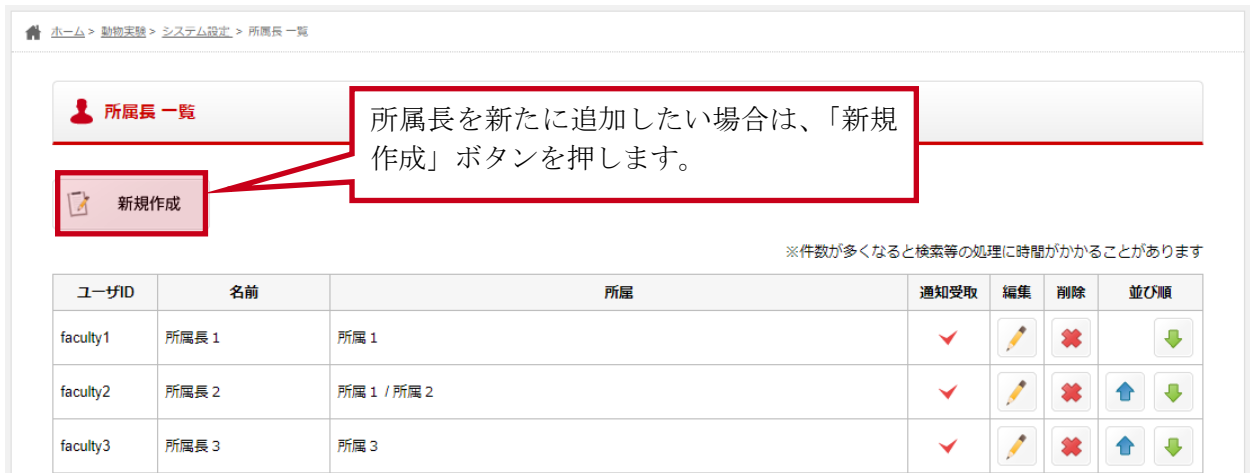 ホーム > 動物実験 > システム設定 > 所属長 一覧
所属長 一覧
所属長を新たに追加したい場合は、「新規
作成」ボタンを押します。
新規作成
※件数が多くなると検索等の処理に時間がかかることがあります
ユーザID 名前 所属 通知受取 編集 削除 並び順
faculty1 所属長1 所属1
faculty2 所属長2 所属1 / 所属2
faculty3 所属長3 所属3